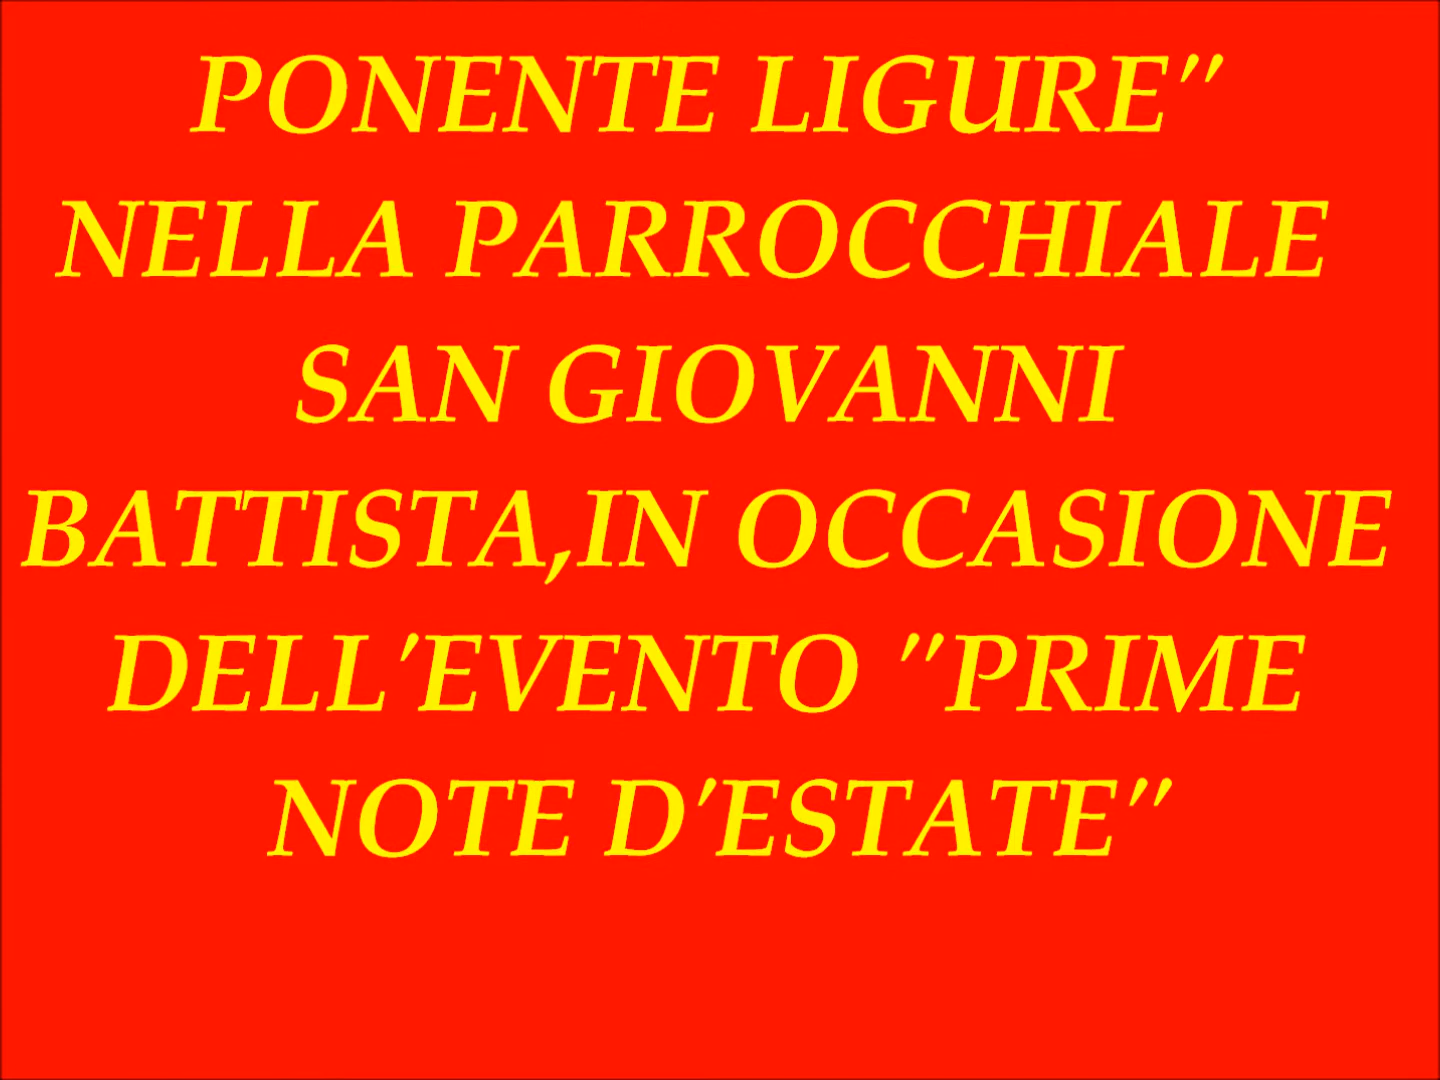 PONENTE LIGURE"
NELLA PARROCCHIALE
SAN GIOVANNI
BATTISTA,IN OCCASIONE
DELL'EVENTO "PRIME
NOTE D'ESTATE"